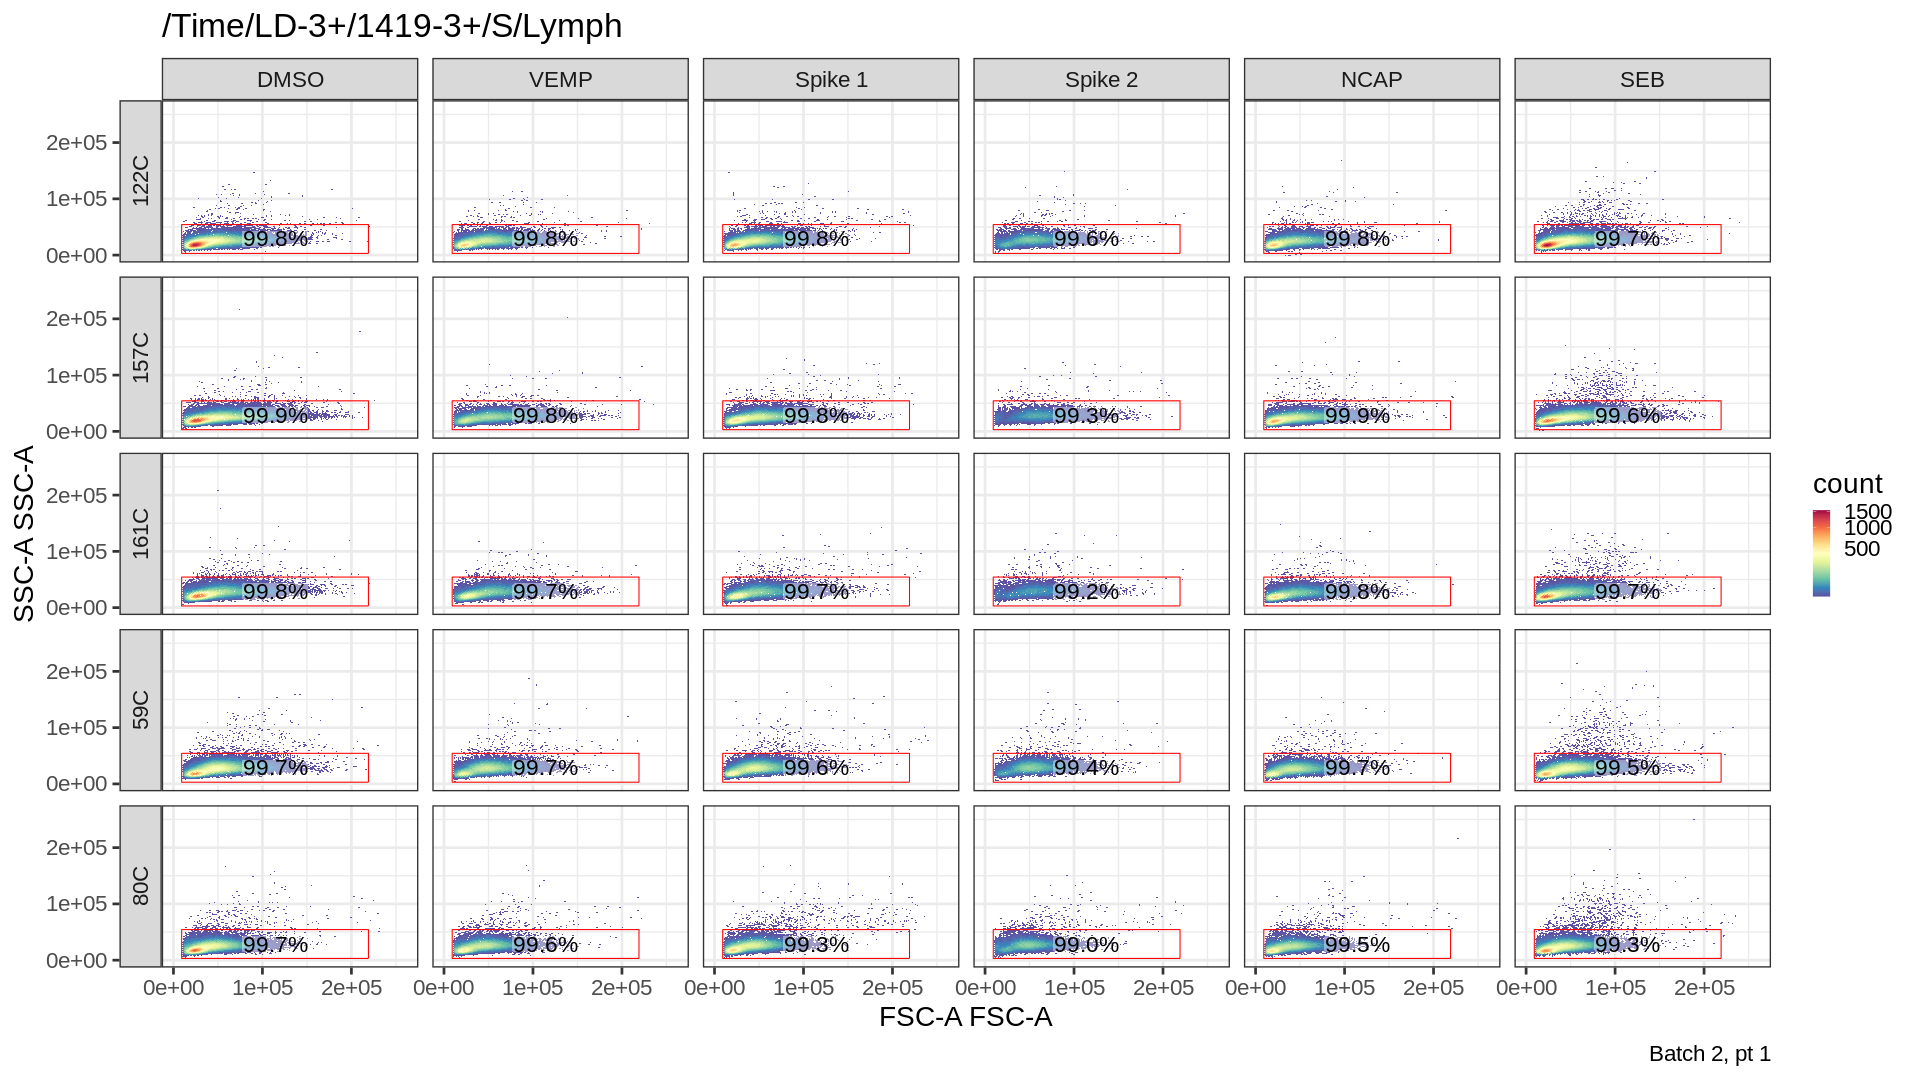 /Time/LD-3+/1419-3+/S/Lymph
DMSO VEMP Spike 1 Spike 2 NCAP SEB
122C
2e+05
1e+05
0e+00
99.8% 99.8% 99.8% 99.6% 99.8% 99.7%
157C
2e+05
1e+05
0e+00
99.9% 99.8% 99.8% 99.3% 99.9% 99.6%
161C
2e+05
1e+05
0e+00
99.8% 99.7% 99.7% 99.2% 99.8% 99.7%
59C
2e+05
1e+05
0e+00
99.7% 99.7% 99.6% 99.4% 99.7% 99.5%
80C
2e+05
1e+05
0e+00
99.7% 99.6% 99.3% 99.0% 99.5% 99.3%
0e+00 1e+05 2e+05 0e+00 1e+05 2e+05 0e+00 1e+05 2e+05 0e+00 1e+05 2e+05 0e+00 1e+05 2e+05 0e+00 1e+05 2e+05
SSC-A SSC-A
FSC-A FSC-A
count
1500
1000
500
Batch 2, pt 1